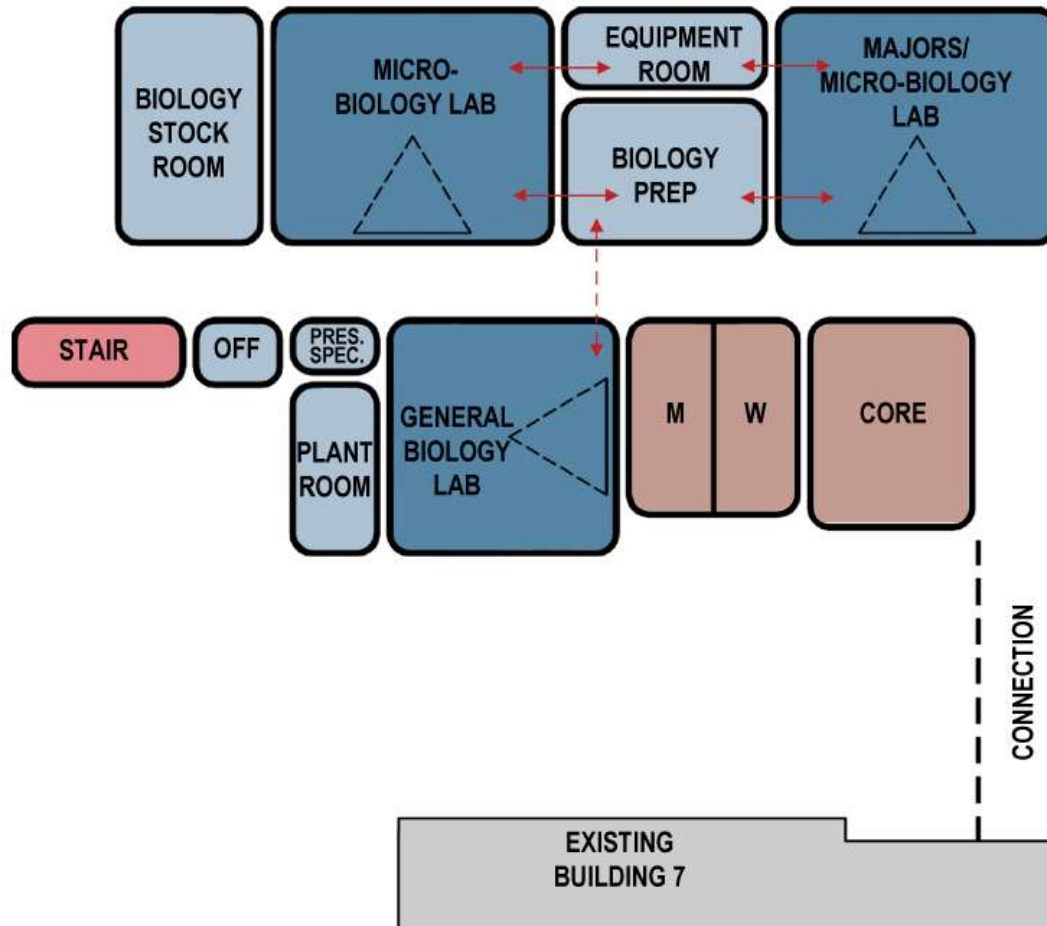 BIOLOGY
STOCK
ROOM
MICRO-
BIOLOGY LAB
EQUIPMENT
ROOM
BIOLOGY
PREP
MAJORS/
MICRO-BIOLOGY
LAB
STAIR
OFF
PRES.
SPEC.
PLANT
ROOM
GENERAL
BIOLOGY
LAB
M
W
CORE
CONNECTION
EXISTING
BUILDING 7